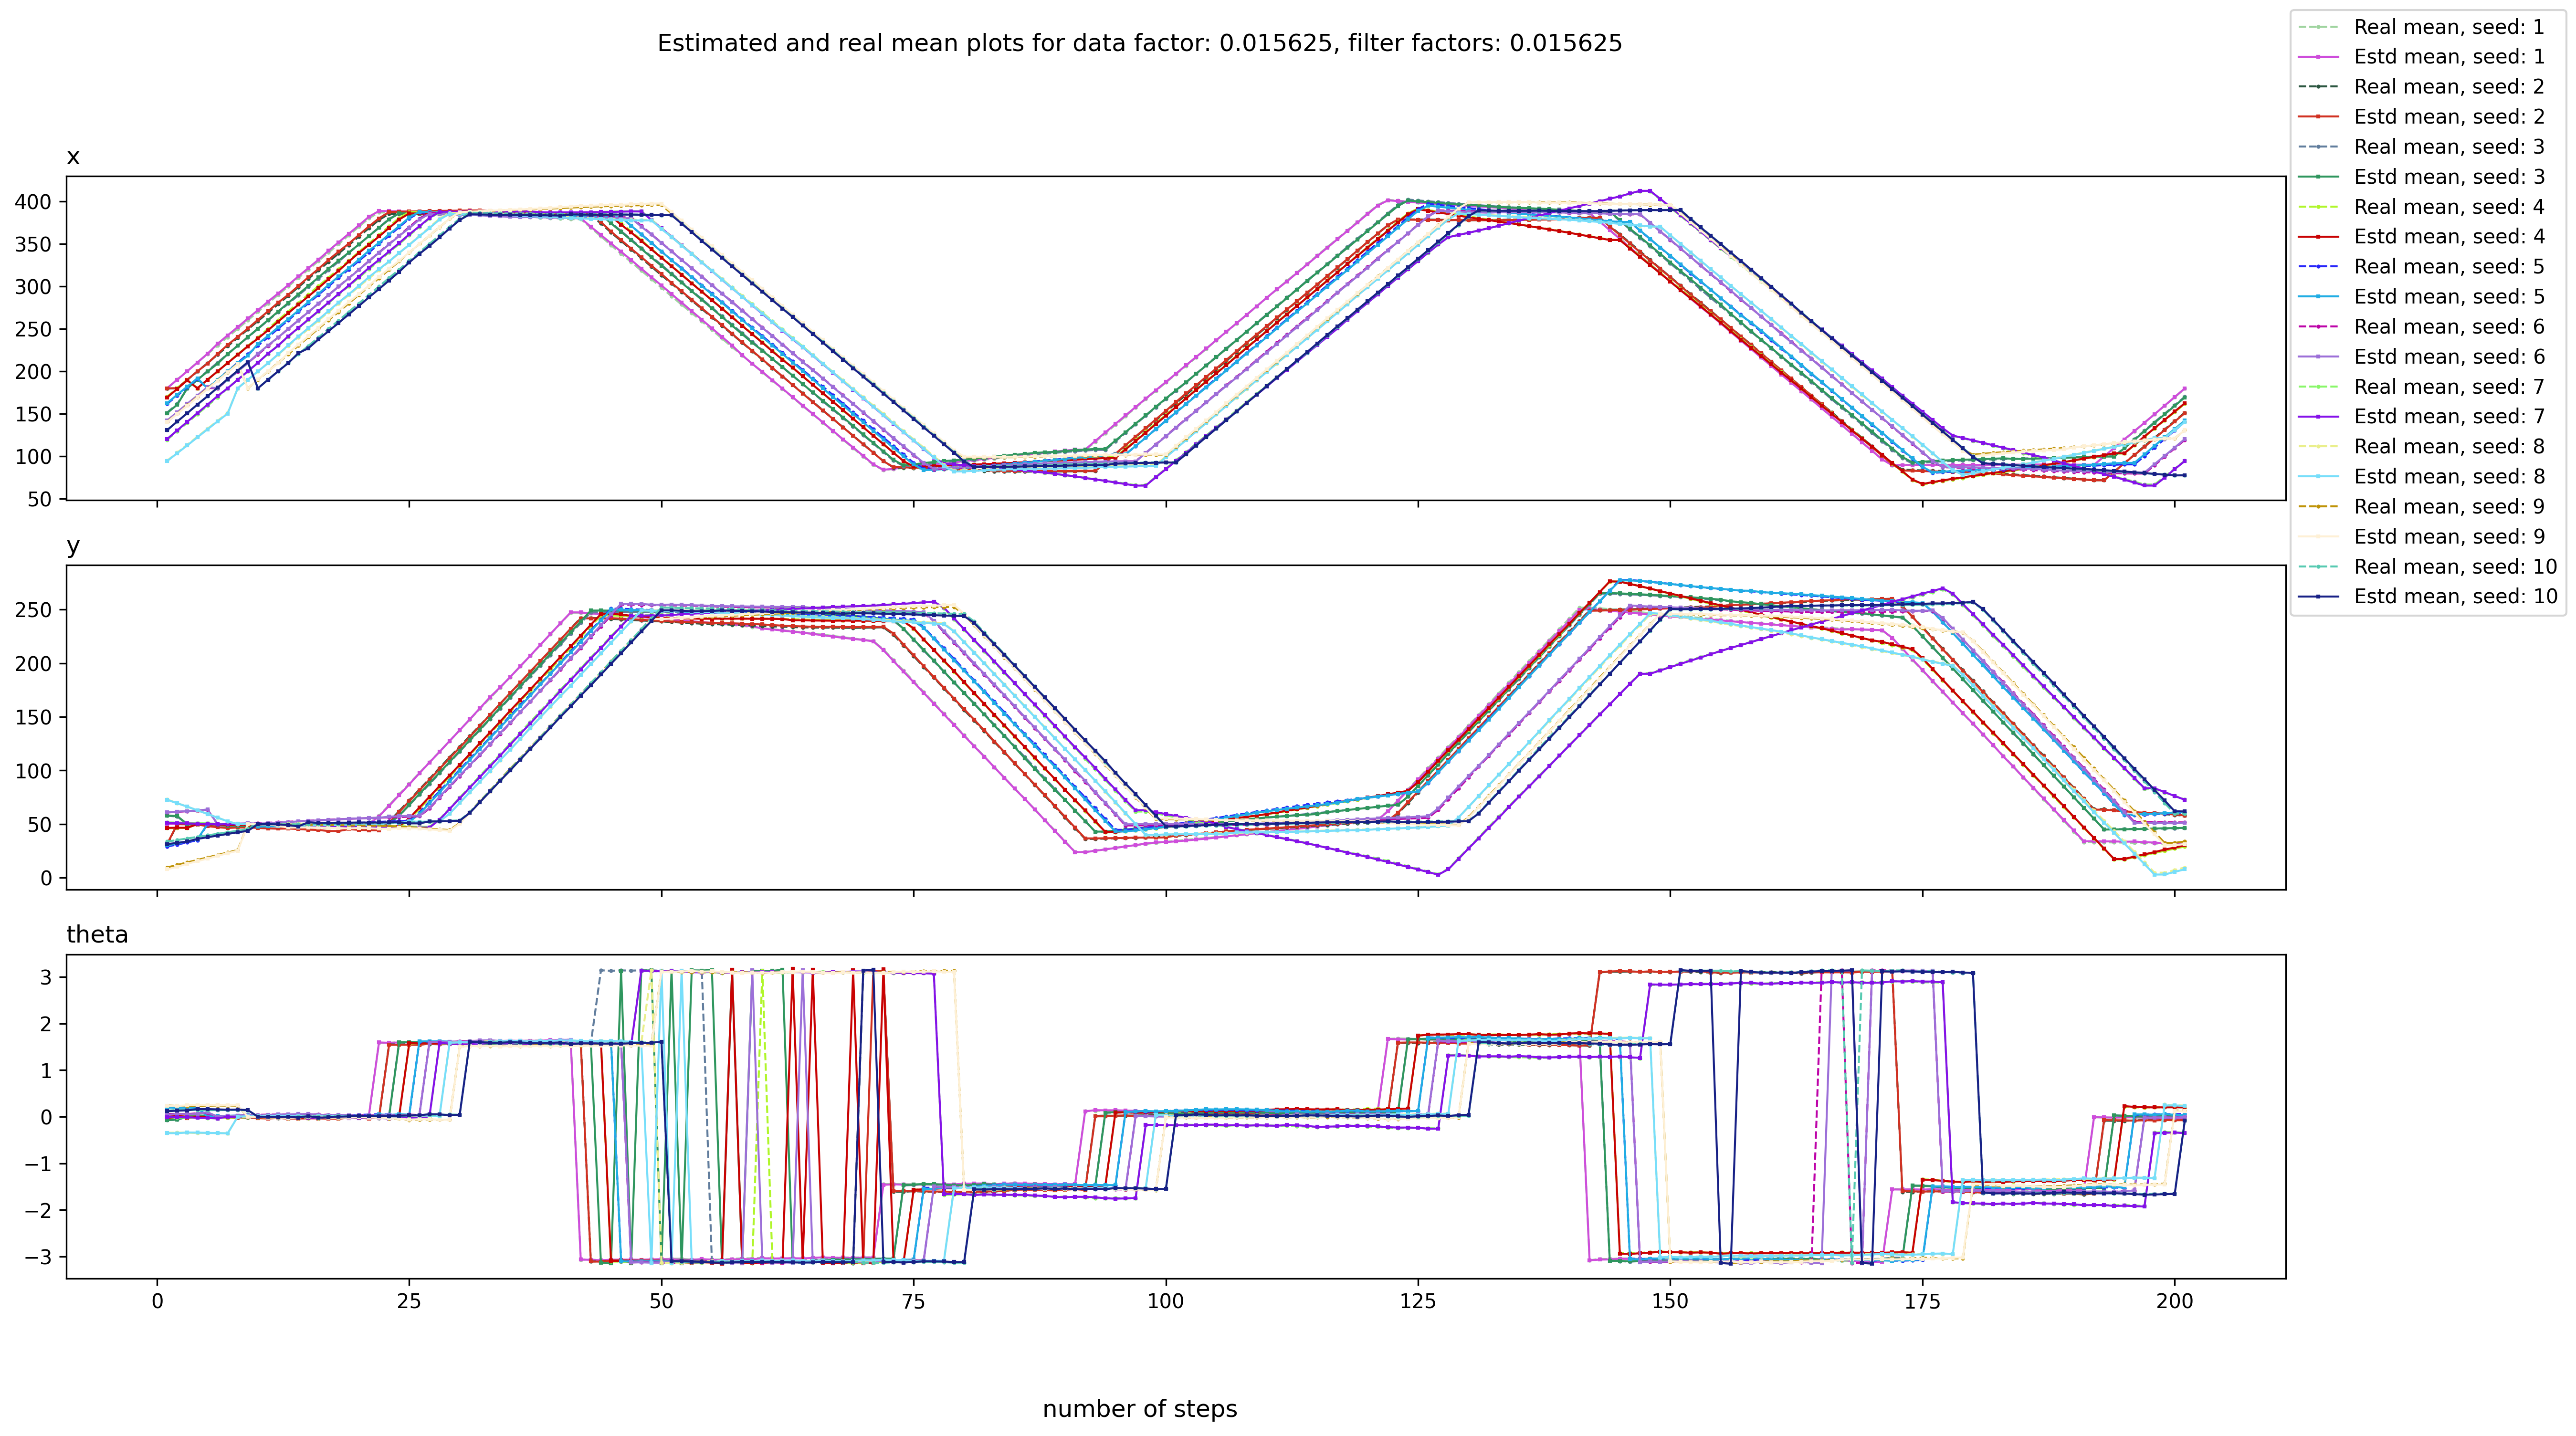 Estimated and real mean plots for data factor: 0.015625, filter factors: 0.015625
Real mean, seed: 1
Estd mean, seed: 1
Real mean, seed: 2
Estd mean, seed: 2
Real mean, seed: 3
Estd mean, seed: 3
Real mean, seed: 4
Estd mean, seed: 4
Real mean, seed: 5
Estd mean, seed: 5
Real mean, seed: 6
Estd mean, seed: 6
Real mean, seed: 7
Estd mean, seed: 7
Real mean, seed: 8
Estd mean, seed: 8
Real mean, seed: 9
Estd mean, seed: 9
Real mean, seed: 10
Estd mean, seed: 10
x
400
350
300
250
200
150
100
50
y
250
200
150
100
50
0
theta
3
2
1
0
−1
−2
−3
0 25 50 75 100 125 150 175 200
number of steps